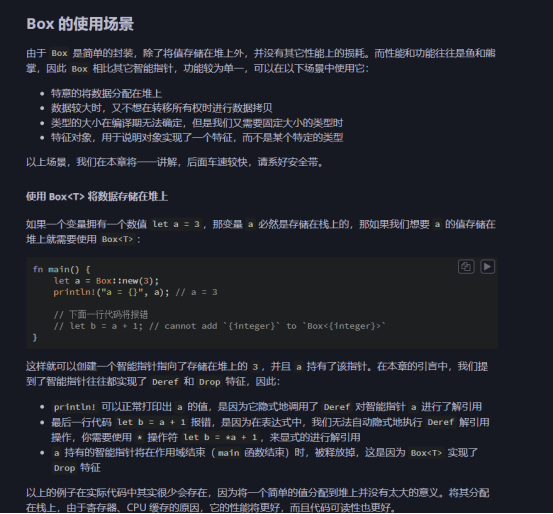 Box 的使用场景
由于 Box 是简单的封装，除了将值存储在堆上外，并没有其它性能上的损耗。而性能和功能往往是鱼和熊
掌，因此 Box 相比其它智能指针，功能较为单一，可以在以下场景中使用它：
• 特意的将数据分配在堆上
• 数据较大时，又不想在转移所有权时进行数据拷贝
• 类型的大小在编译期无法确定，但是我们又需要固定大小的类型时
• 特征对象，用于说明对象实现了一个特征，而不是某个特定的类型
以上场景，我们在本章将一一讲解，后面车速较快，请系好安全带。
使用 Box<T> 将数据存储在堆上
如果一个变量拥有一个数值 let a = 3 ，那变量 a 必然是存储在栈上的，那如果我们想要 a 的值存储在
堆上就需要使用 Box<T> ：
fn main() {
    let a = Box::new(3);
    println!("a = {}", a); // a = 3
    // 下面一行代码将报错
    // let b = a + 1; // cannot add `{integer}` to `Box<{integer}>`
}
这样就可以创建一个智能指针指向了存储在堆上的 3 ，并且 a 持有了该指针。在本章的引言中，我们提
到了智能指针往往都实现了 Deref 和 Drop 特征，因此：
• println! 可以正常打印出 a 的值，是因为它隐式地调用了 Deref 对智能指针 a 进行了解引用
• 最后一行代码 let b = a + 1 报错，是因为在表达式中，我们无法自动隐式地执行 Deref 解引用
操作，你需要使用 * 操作符 let b = *a + 1 ，来显式的进行解引用
• a 持有的智能指针将在作用域结束（ main 函数结束）时，被释放掉，这是因为 Box<T> 实现了
Drop 特征
以上的例子在实际代码中其实很少会存在，因为将一个简单的值分配到堆上并没有太大的意义。将其分配
在栈上，由于寄存器、CPU 缓存的原因，它的性能将更好，而且代码可读性也更好。